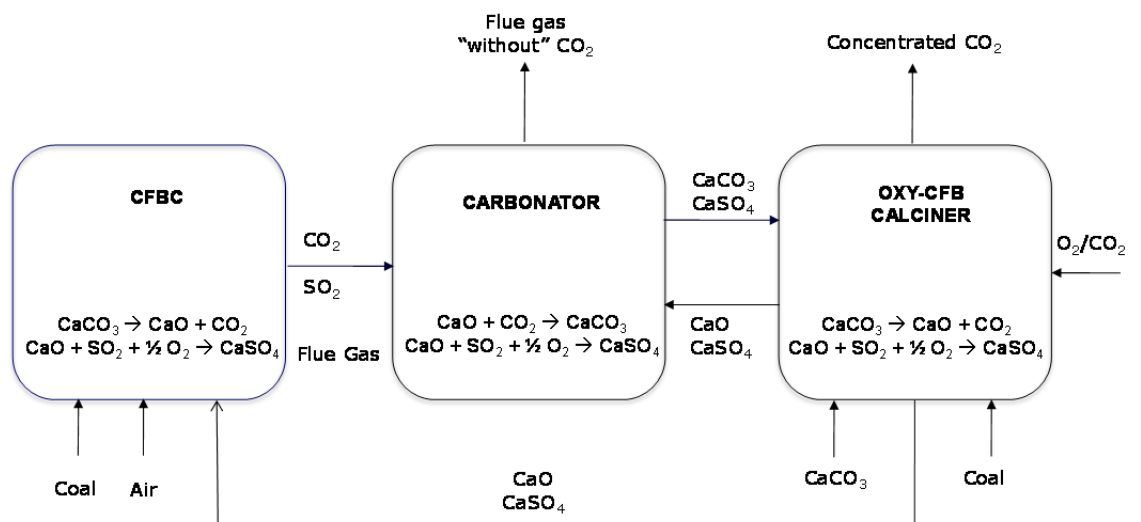 Flue gas
“without” CO₂
Concentrated CO₂
CFBC
CaCO₃ → CaO + CO₂
CaO + SO₂ + ½ O₂ → CaSO₄
CO₂
SO₂
Flue Gas
CARBONATOR
CaO + CO₂ → CaCO₃
CaO + SO₂ + ½ O₂ → CaSO₄
CaCO₃
CaSO₄
CaO
CaSO₄
OXY-CFB
CALCINER
CaCO₃ → CaO + CO₂
CaO + SO₂ + ½ O₂ → CaSO₄
O₂/CO₂
Coal
Air
CaO
CaSO₄
CaCO₃
Coal